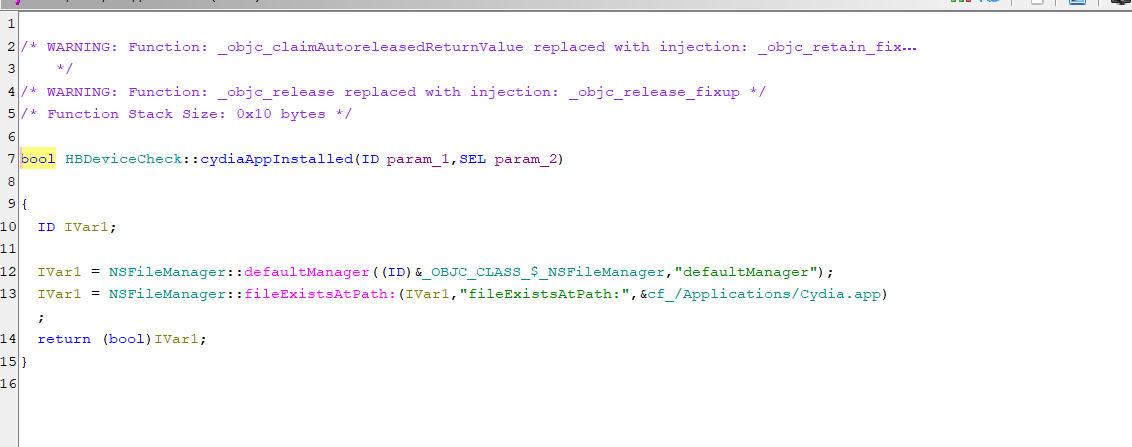 1
2 /* WARNING: Function: _objc_claimAutoreleasedReturnValue replaced with injection: _objc_retain_fix...
3 */
4 /* WARNING: Function: _objc_release replaced with injection: _objc_release_fixup */
5 /* Function Stack Size: 0x10 bytes */
6
7 bool HBDeviceCheck::cydiaAppInstalled(ID param_1,SEL param_2)
8
9 {
10 ID IVar1;
11
12 IVar1 = NSFileManager::defaultManager((ID)&_OBJC_CLASS_$_NSFileManager,"defaultManager");
13 IVar1 = NSFileManager::fileExistsAtPath:(IVar1,"fileExistsAtPath:",&cf_/Applications/Cydia.app)
;
14 return (bool)IVar1;
15 }
16